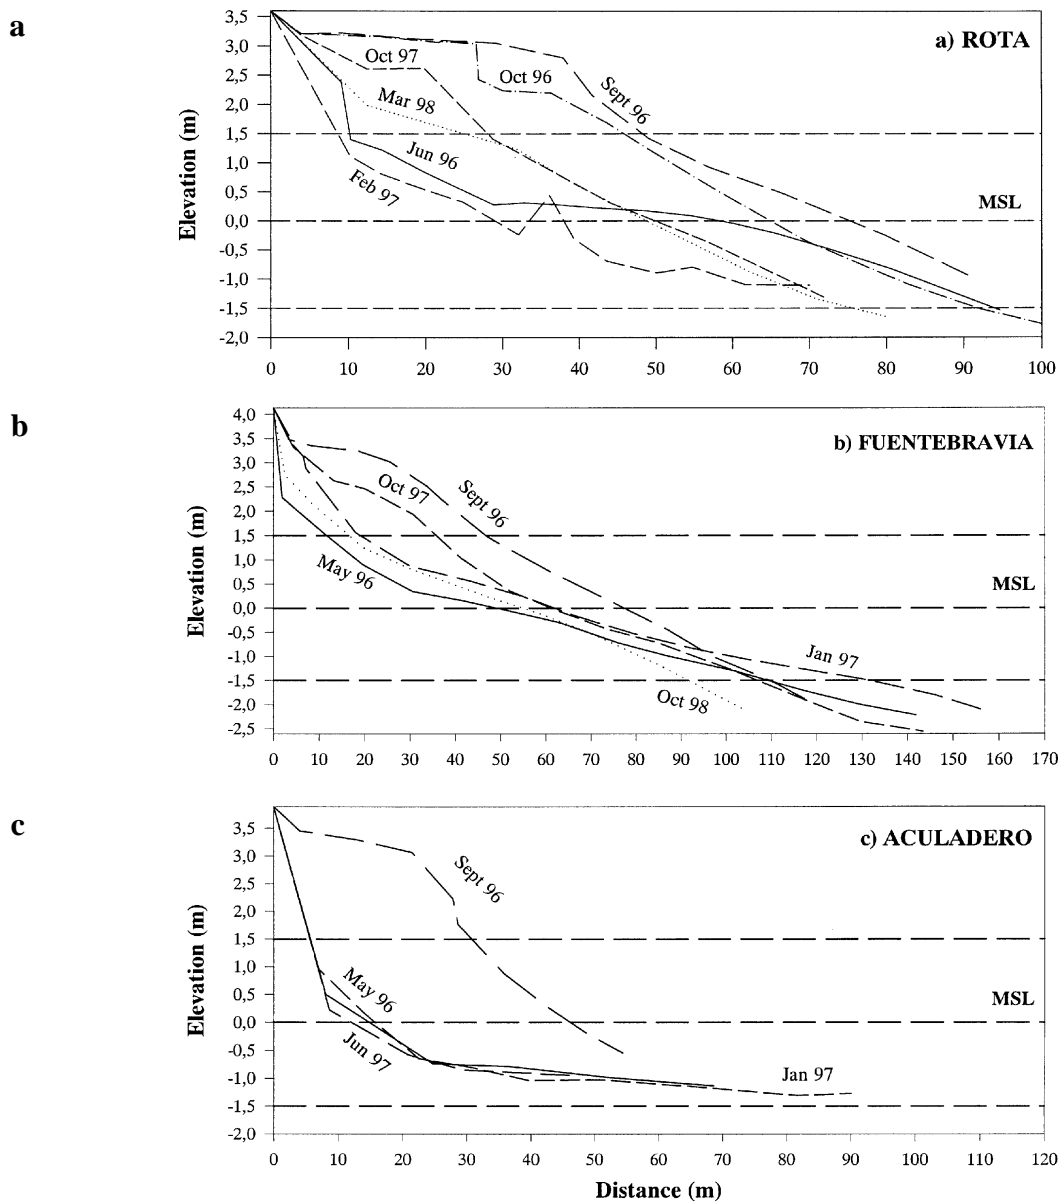 a
a) ROTA
Elevation (m)
3,5
3,0
2,5
2,0
1,5
1,0
0,5
0,0
-0,5
-1,0
-1,5
-2,0
Oct 97
Oct 96
Sept 96
Mar 98
Jun 96
Feb 97
MSL
0 10 20 30 40 50 60 70 80 90 100
b
b) FUENTEBRAVIA
Elevation (m)
4,0
3,5
3,0
2,5
2,0
1,5
1,0
0,5
0,0
-0,5
-1,0
-1,5
-2,0
-2,5
Oct 97
Sept 96
May 96
MSL
Jan 97
Oct 98
0 10 20 30 40 50 60 70 80 90 100 110 120 130 140 150 160 170
c
c) ACULADERO
Elevation (m)
3,5
3,0
2,5
2,0
1,5
1,0
0,5
0,0
-0,5
-1,0
-1,5
-2,0
Sept 96
May 96
MSL
Jun 97
Jan 97
0 10 20 30 40 50 60 70 80 90 100 110 120
Distance (m)